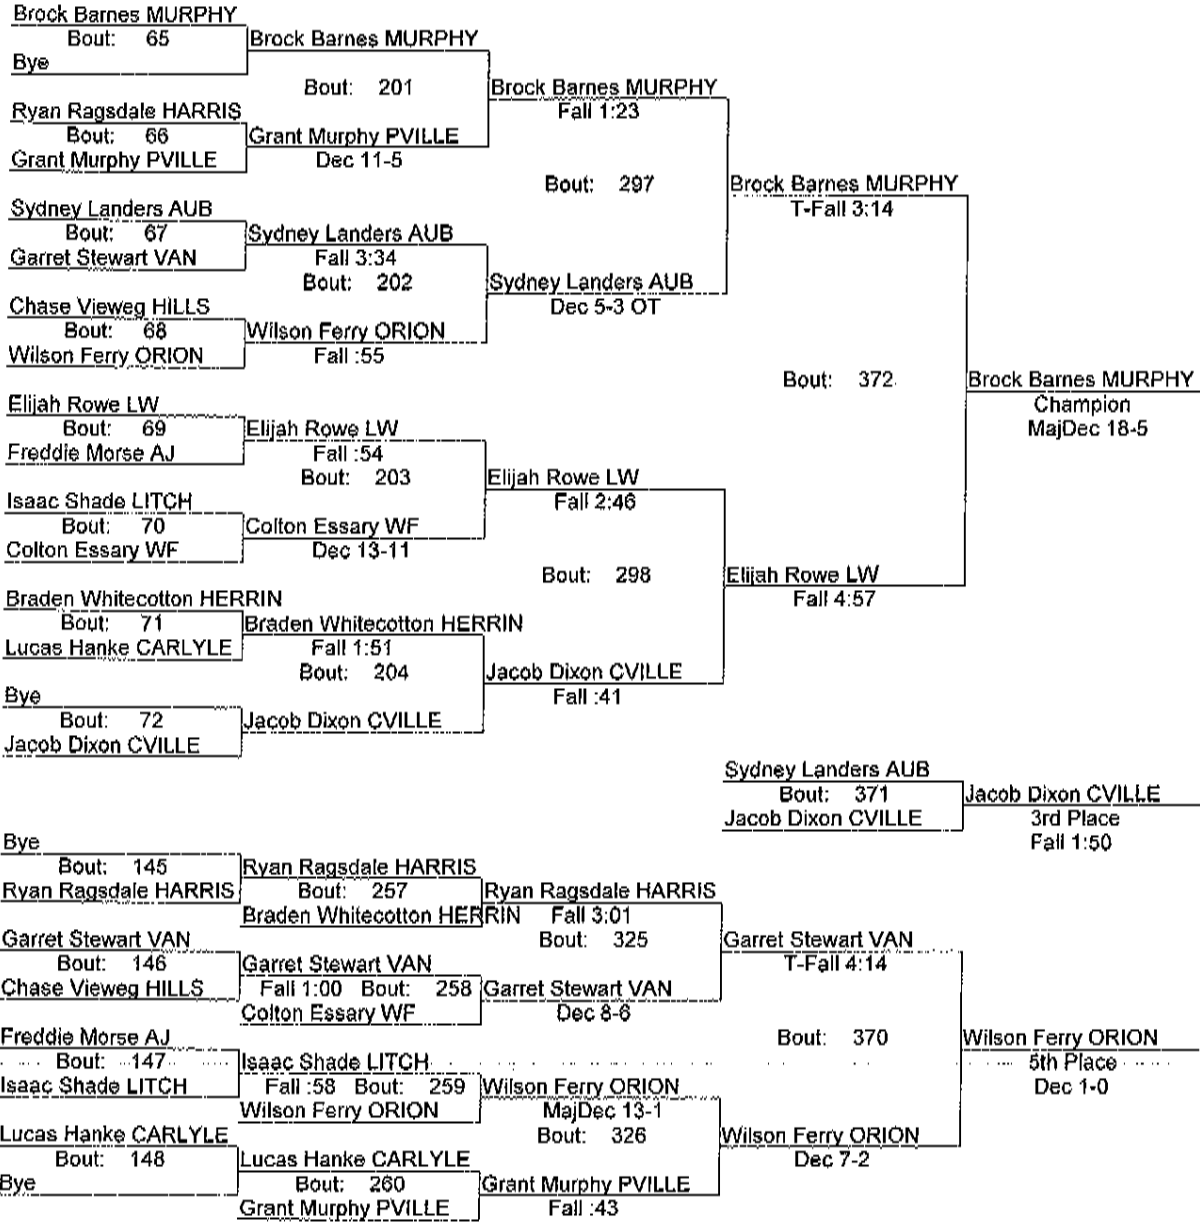 Brock Barnes MURPHY
Bout: 65
Brock Barnes MURPHY
Bye
Bout: 201
Brock Barnes MURPHY
Fall 1:23
Ryan Ragsdale HARRIS
Bout: 66
Grant Murphy PVILLE
Grant Murphy PVILLE
Dec 11-5
Bout: 297
Brock Barnes MURPHY
T-Fall 3:14
Sydney Landers AUB
Bout: 67
Sydney Landers AUB
Garret Stewart VAN
Fall 3:34
Bout: 202
Sydney Landers AUB
Dec 5-3 OT
Chase Vieweg HILLS
Bout: 68
Wilson Ferry ORION
Wilson Ferry ORION
Fall :55
Bout: 372
Brock Barnes MURPHY
Champion
MajDec 18-5
Elijah Rowe LW
Bout: 69
Elijah Rowe LW
Freddie Morse AJ
Fall :54
Bout: 203
Elijah Rowe LW
Fall 2:46
Isaac Shade LITCH
Bout: 70
Colton Essary WF
Colton Essary WF
Dec 13-11
Bout: 298
Elijah Rowe LW
Fall 4:57
Braden Whitecotton HERRIN
Bout: 71
Braden Whitecotton HERRIN
Lucas Hanke CARLYLE
Fall 1:51
Bout: 204
Jacob Dixon CVILLE
Fall :41
Bye
Bout: 72
Jacob Dixon CVILLE
Jacob Dixon CVILLE
Sydney Landers AUB
Bout: 371
Jacob Dixon CVILLE
Jacob Dixon CVILLE
3rd Place
Fall 1:50
Bye
Bout: 145
Ryan Ragsdale HARRIS
Ryan Ragsdale HARRIS
Bout: 257
Ryan Ragsdale HARRIS
Braden Whitecotton HERRIN
Fall 3:01
Bout: 325
Garret Stewart VAN
T-Fall 4:14
Garret Stewart VAN
Bout: 146
Garret Stewart VAN
Chase Vieweg HILLS
Fall 1:00 Bout: 258
Garret Stewart VAN
Colton Essary WF
Dec 8-6
Bout: 370
Wilson Ferry ORION
5th Place
Dec 1-0
Freddie Morse AJ
Bout: 147
Isaac Shade LITCH
Isaac Shade LITCH
Fall :58 Bout: 259
Wilson Ferry ORION
Wilson Ferry ORION
MajDec 13-1
Bout: 326
Wilson Ferry ORION
Dec 7-2
Lucas Hanke CARLYLE
Bout: 148
Lucas Hanke CARLYLE
Bye
Bout: 260
Grant Murphy PVILLE
Grant Murphy PVILLE
Fall :43